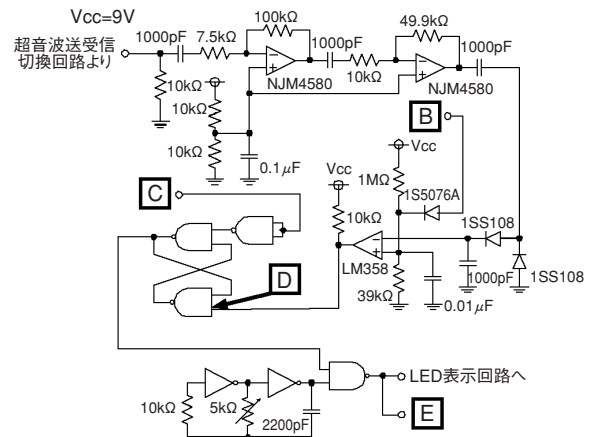 Vcc=9V
超音波送受信
切換回路より
1000pF
7.5kΩ
100kΩ
1000pF
49.9kΩ
1000pF
10kΩ
NJM4580
10kΩ
NJM4580
10kΩ
10kΩ
0.1μF
B
Vcc
1MΩ
1S5076A
C
Vcc
10kΩ
1SS108
LM358
1000pF
1SS108
D
39kΩ
0.01μF
LED表示回路へ
10kΩ
5kΩ
2200pF
E